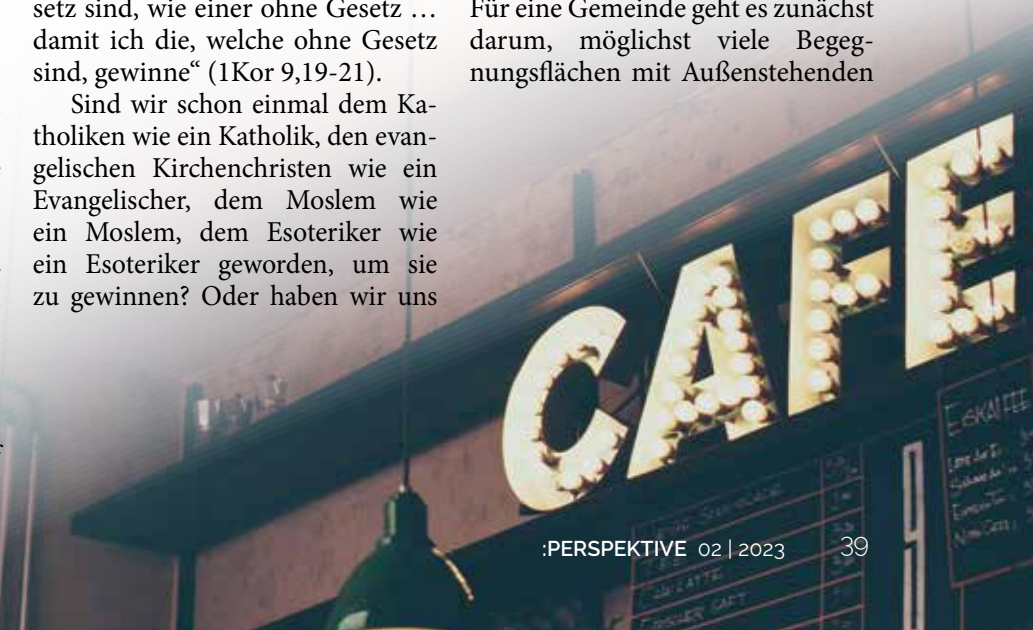 setz sind, wie einer ohne Gesetz …
damit ich die, welche ohne Gesetz
sind, gewinne“ (1Kor 9,19-21).
Sind wir schon einmal dem Ka-
tholiken wie ein Katholik, den evan-
gelischen Kirchenchristen wie ein
Evangelischer, dem Moslem wie
ein Moslem, dem Esoteriker wie
ein Esoteriker geworden, um sie
zu gewinnen? Oder haben wir uns
Für eine Gemeinde geht es zunächst
darum, möglichst viele Begeg-
nungsflächen mit Außenstehenden
CAFE
EISKAFFEE
:PERSPEKTIVE 02 | 2023 39